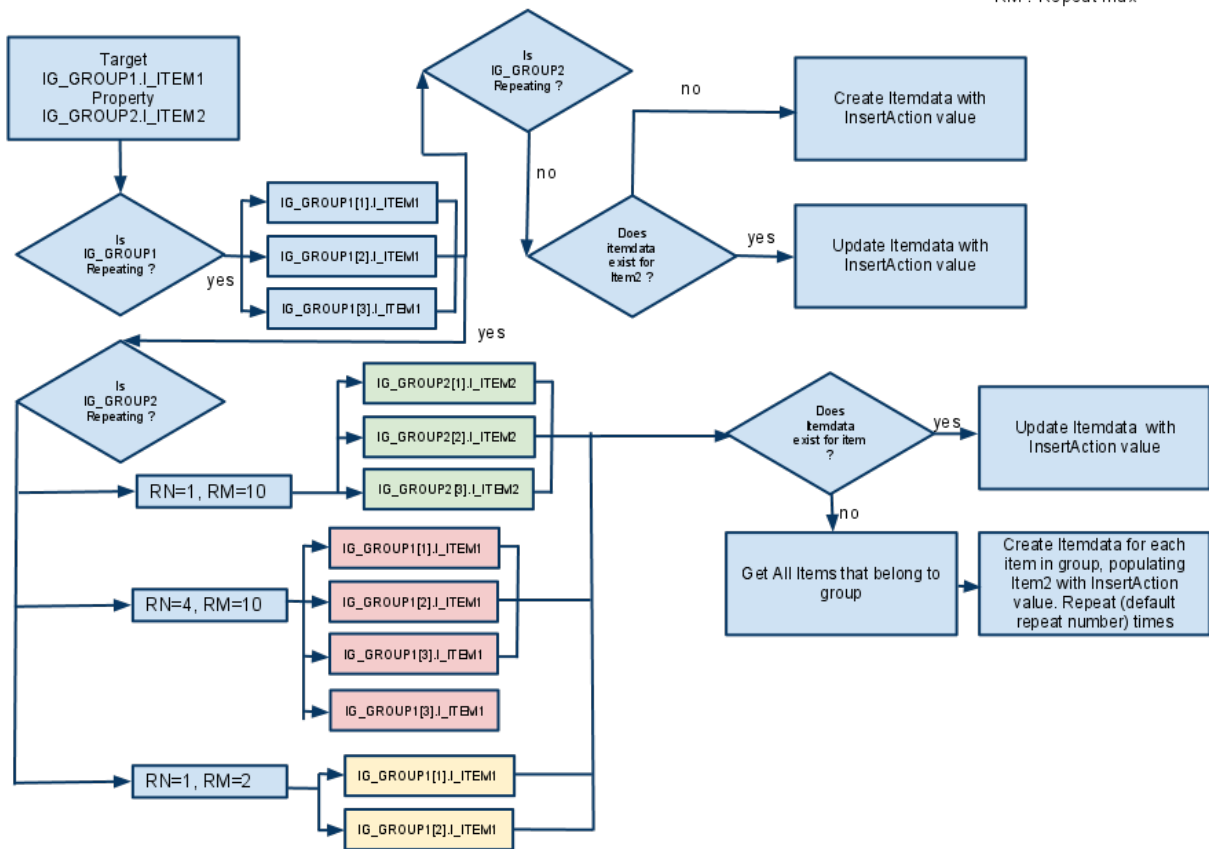 RM : Repeat max
Target
IG_GROUP1.I_ITEM1
Property
IG_GROUP2.I_ITEM2
Is
IG_GROUP2
Repeating ?
no
Create Itemdata with
InsertAction value
no
Is
IG_GROUP1
Repeating ?
yes
IG_GROUP1[1].I_ITEM1
IG_GROUP1[2].I_ITEM1
IG_GROUP1[3].I_ITEM1
Does
itemdata
exist for
Item2 ?
yes
Update Itemdata with
InsertAction value
yes
Is
IG_GROUP2
Repeating ?
RN=1, RM=10
IG_GROUP2[1].I_ITEM2
IG_GROUP2[2].I_ITEM2
IG_GROUP2[3].I_ITEM2
Does
Itemdata
exist for item
?
yes
Update Itemdata with
InsertAction value
no
Get All Items that belong to
group
Create Itemdata for each
item in group, populating
Item2 with InsertAction
value. Repeat (default
repeat number) times
RN=4, RM=10
IG_GROUP1[1].I_ITEM1
IG_GROUP1[2].I_ITEM1
IG_GROUP1[3].I_ITEM1
IG_GROUP1[3].I_ITEM1
RN=1, RM=2
IG_GROUP1[1].I_ITEM1
IG_GROUP1[2].I_ITEM1